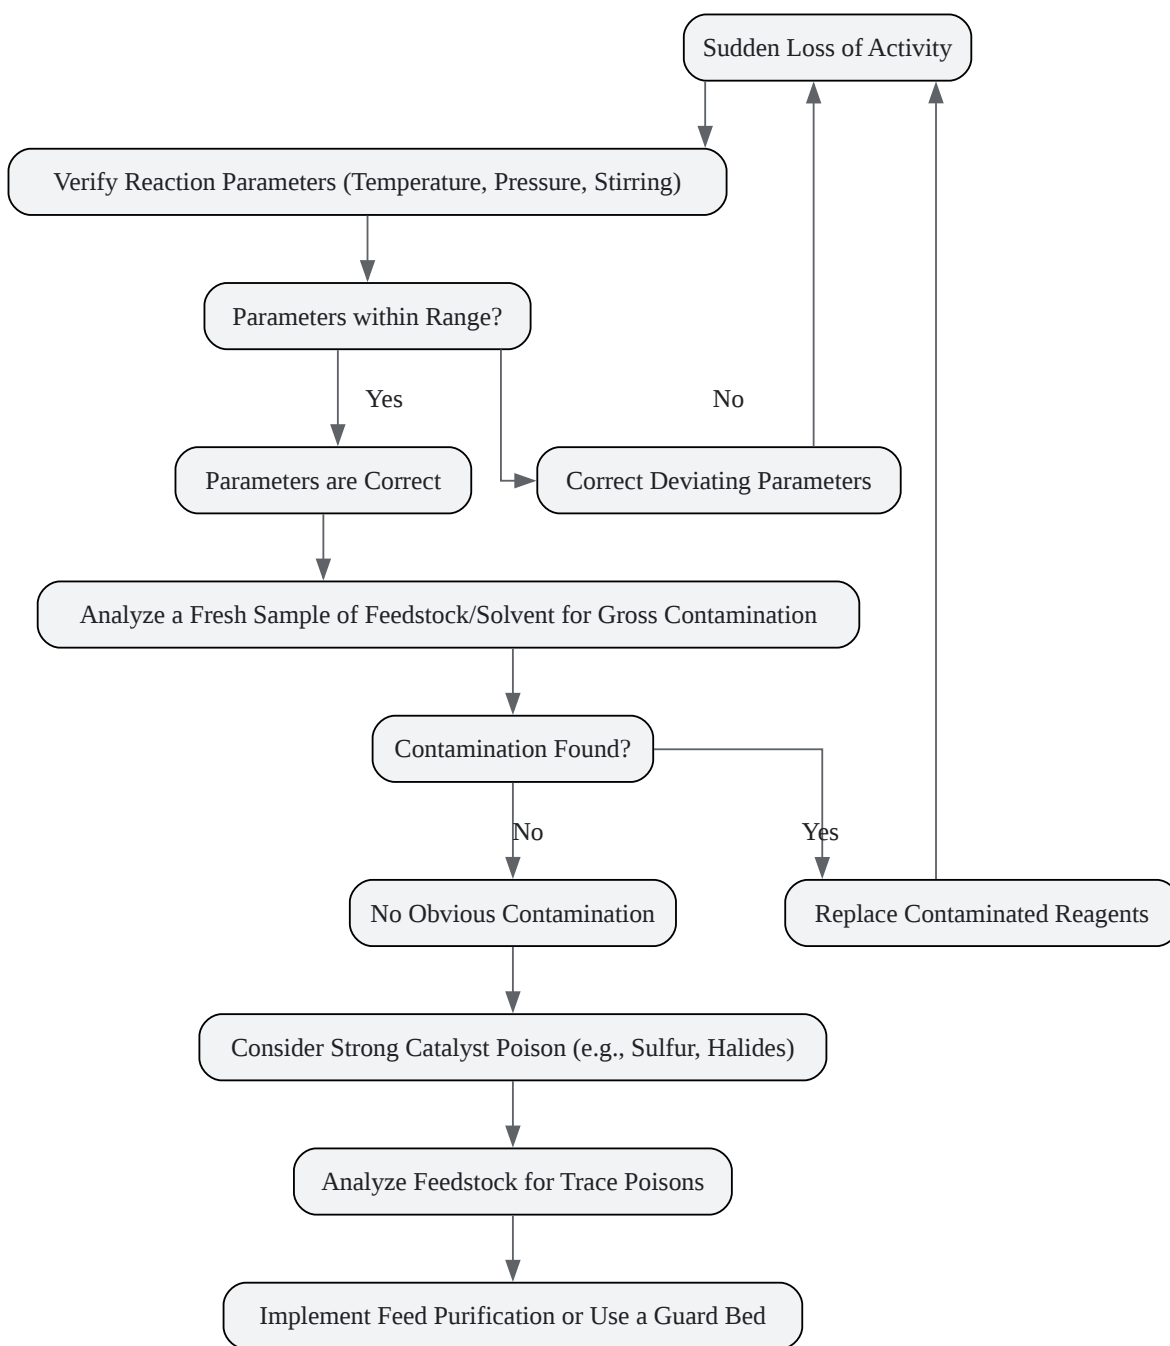 Sudden Loss of Activity
Verify Reaction Parameters (Temperature, Pressure, Stirring)
Parameters within Range?
Yes
No
Parameters are Correct
Correct Deviating Parameters
Analyze a Fresh Sample of Feedstock/Solvent for Gross Contamination
Contamination Found?
No
Yes
No Obvious Contamination
Replace Contaminated Reagents
Consider Strong Catalyst Poison (e.g., Sulfur, Halides)
Analyze Feedstock for Trace Poisons
Implement Feed Purification or Use a Guard Bed